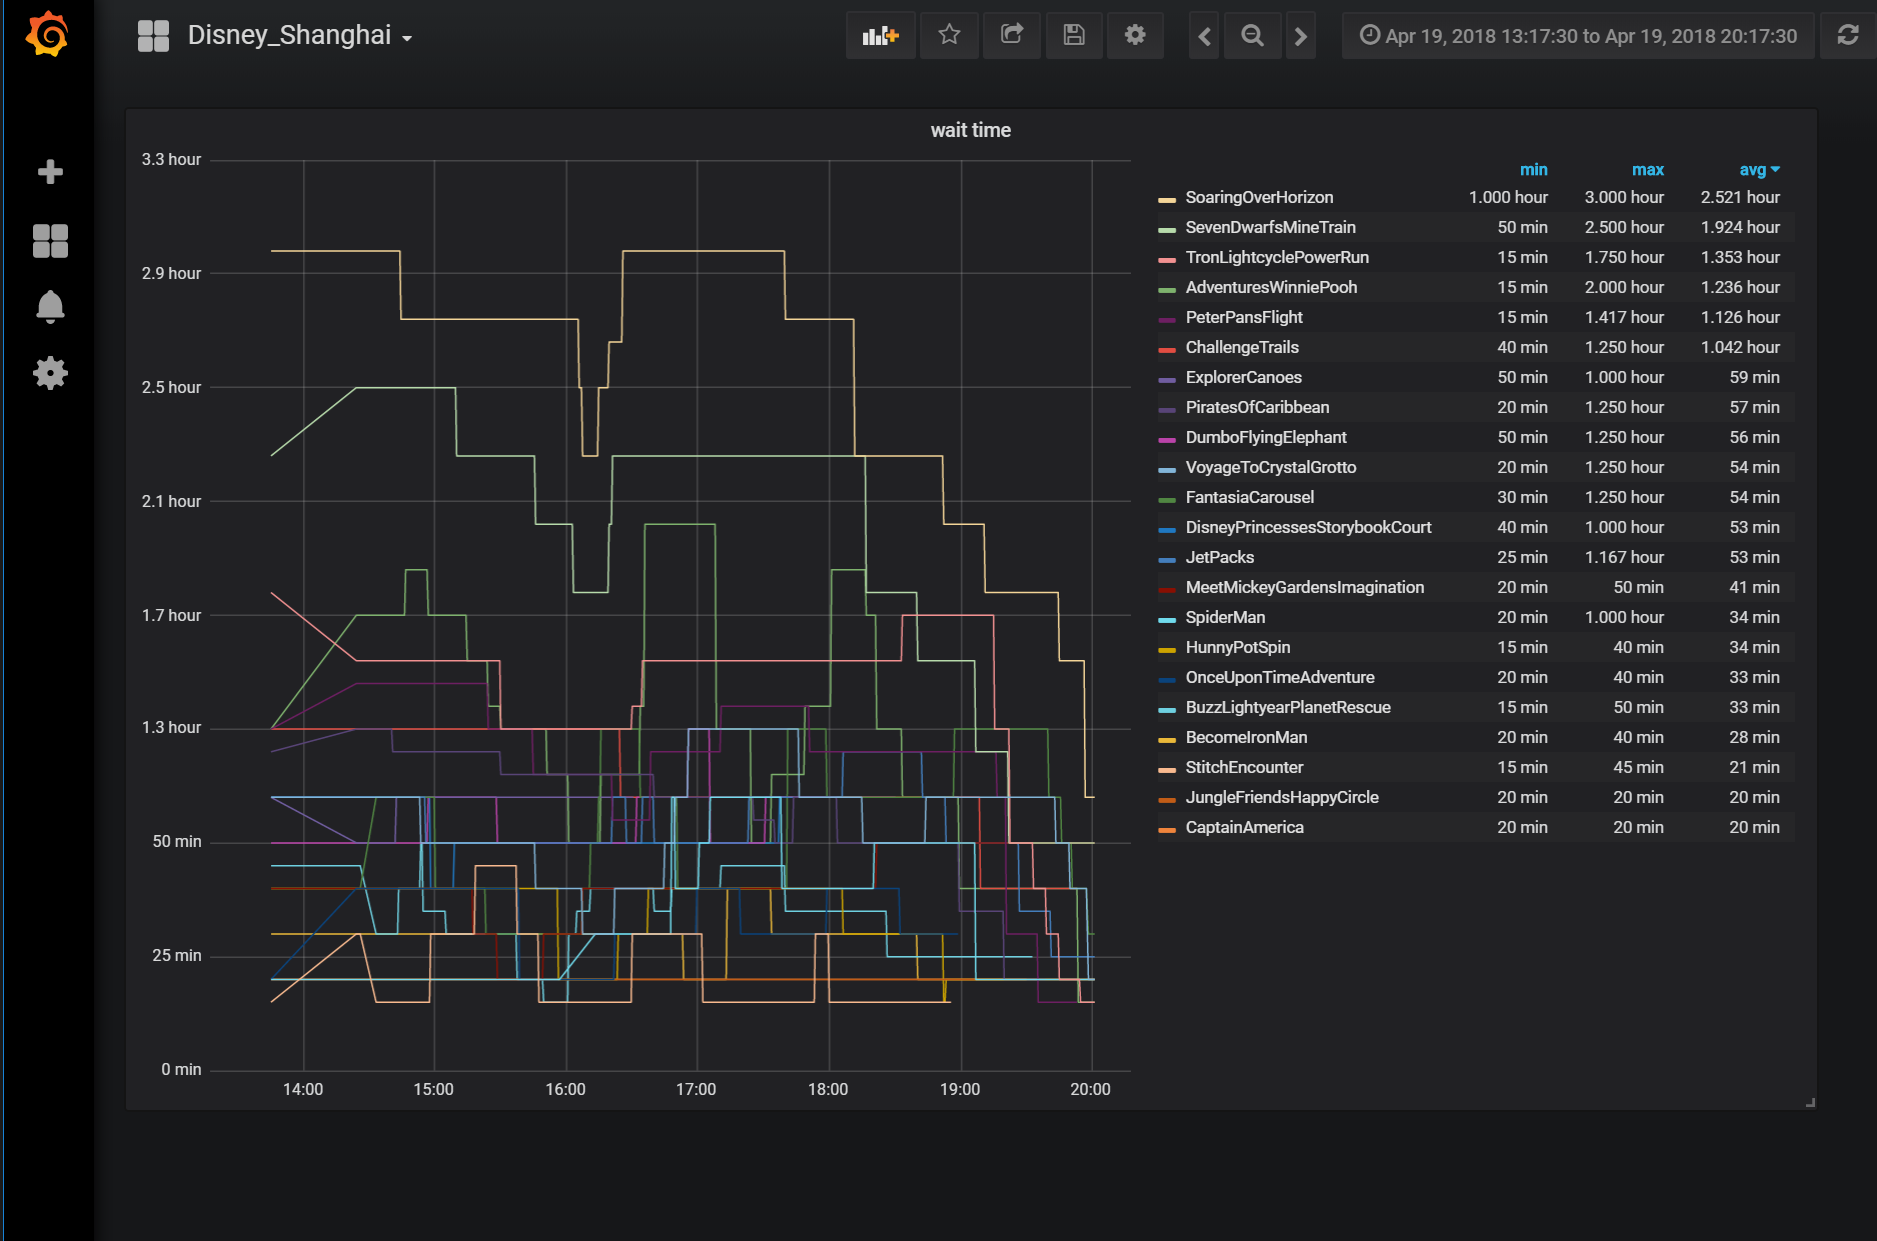 Disney_Shanghai
Apr 19, 2018 13:17:30 to Apr 19, 2018 20:17:30
wait time
3.3 hour
2.9 hour
2.5 hour
2.1 hour
1.7 hour
1.3 hour
50 min
25 min
0 min
14:00 15:00 16:00 17:00 18:00 19:00 20:00
min max avg
SoaringOverHorizon 1.000 hour 3.000 hour 2.521 hour
SevenDwarfsMineTrain 50 min 2.500 hour 1.924 hour
TronLightcyclePowerRun 15 min 1.750 hour 1.353 hour
AdventuresWinniePooh 15 min 2.000 hour 1.236 hour
PeterPansFlight 15 min 1.417 hour 1.126 hour
ChallengeTrails 40 min 1.250 hour 1.042 hour
ExplorerCanoes 50 min 1.000 hour 59 min
PiratesOfCaribbean 20 min 1.250 hour 57 min
DumboFlyingElephant 50 min 1.250 hour 56 min
VoyageToCrystalGrotto 20 min 1.250 hour 54 min
FantasiaCarousel 30 min 1.250 hour 54 min
DisneyPrincessesStorybookCourt 40 min 1.000 hour 53 min
JetPacks 25 min 1.167 hour 53 min
MeetMickeyGardensImagination 20 min 50 min 41 min
SpiderMan 20 min 1.000 hour 34 min
HunnyPotSpin 15 min 40 min 34 min
OnceUponTimeAdventure 20 min 40 min 33 min
BuzzLightyearPlanetRescue 15 min 50 min 33 min
BecomeIronMan 20 min 40 min 28 min
StitchEncounter 15 min 45 min 21 min
JungleFriendsHappyCircle 20 min 20 min 20 min
CaptainAmerica 20 min 20 min 20 min